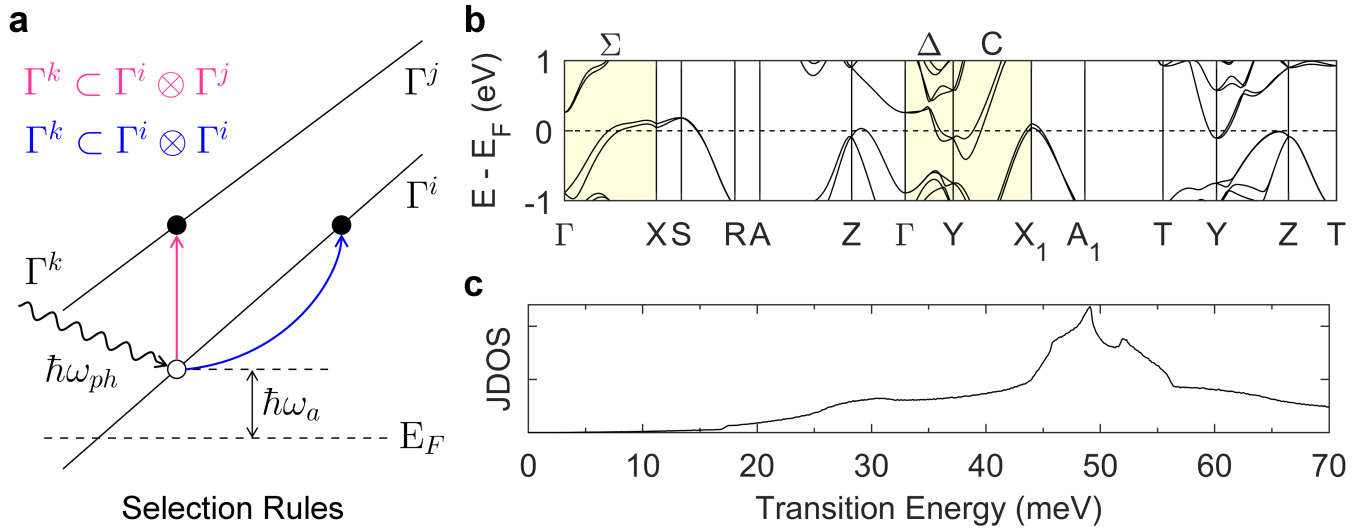 a
Γ^k ⊂ Γ^i ⊗ Γ^j
Γ^k ⊂ Γ^i ⊗ Γ^i
Γ^j
Γ^i
Γ^k
ħω_ph
ħω_a
E_F
Selection Rules
b
Σ Δ C
E - E_F (eV)
1
0
-1
Γ X S R A Z Γ Y X_1 A_1 T Y Z T
c
JDOS
0 10 20 30 40 50 60 70
Transition Energy (meV)